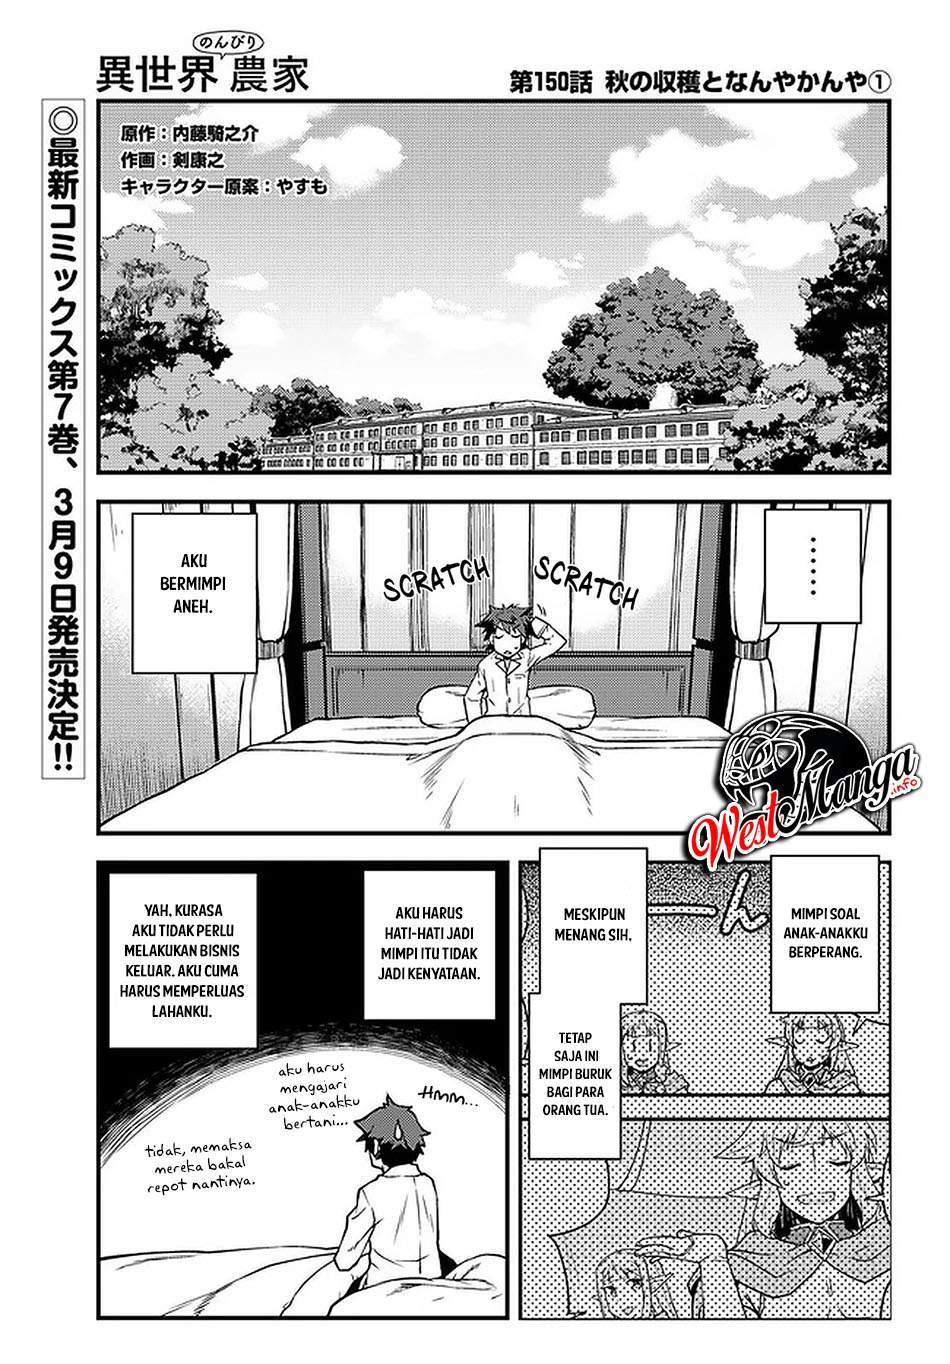 異世界
のんびり
農家
第150話 秋の収穫となんやかんや①
◎最新コミックス第7巻、3月9日発売決定!!
原作：内藤騎之介
作画：剣康之
キャラクター原案：やすも
・・・・・・
SCRATCH
SCRATCH
AKU
BERMIMPI
ANEH.
WestManga
.info
MIMPI SOAL
ANAK-ANAKKU
BERPERANG.
ーん
MESKIPUN
MENANG SIH.
TETAP
SAJA INI
MIMPI BURUK
BAGI PARA
ORANG TUA.
AKU HARUS
HATI-HATI JADI
MIMPI ITU TIDAK
JADI KENYATAAN.
YAH, KURASA
AKU TIDAK PERLU
MELAKUKAN BISNIS
KELUAR. AKU CUMA
HARUS MEMPERLUAS
LAHANKU.
Hmm...
aku harus
mengajari
anak-anakku
bertani...
tidak, memaksa
mereka bakal
repot nantinya.